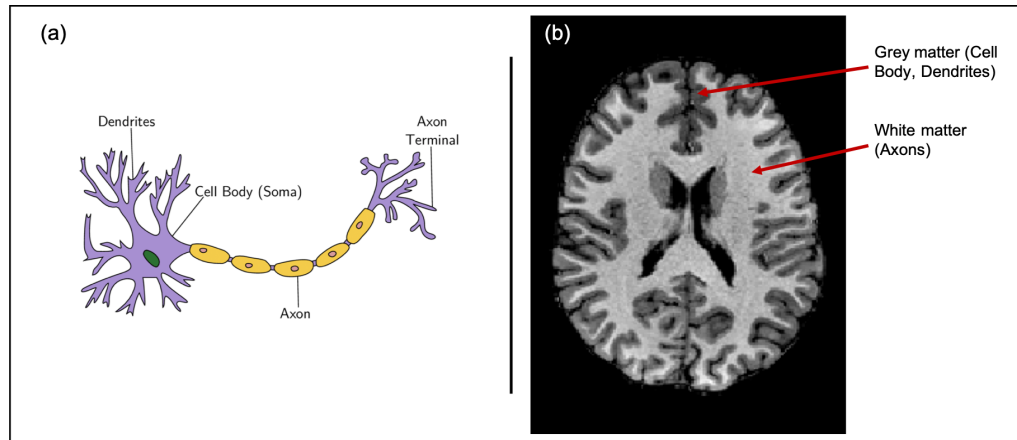 (a)
Dendrites
Cell Body (Soma)
Axon
Terminal
Axon
(b)
Grey matter (Cell
Body, Dendrites)
White matter
(Axons)